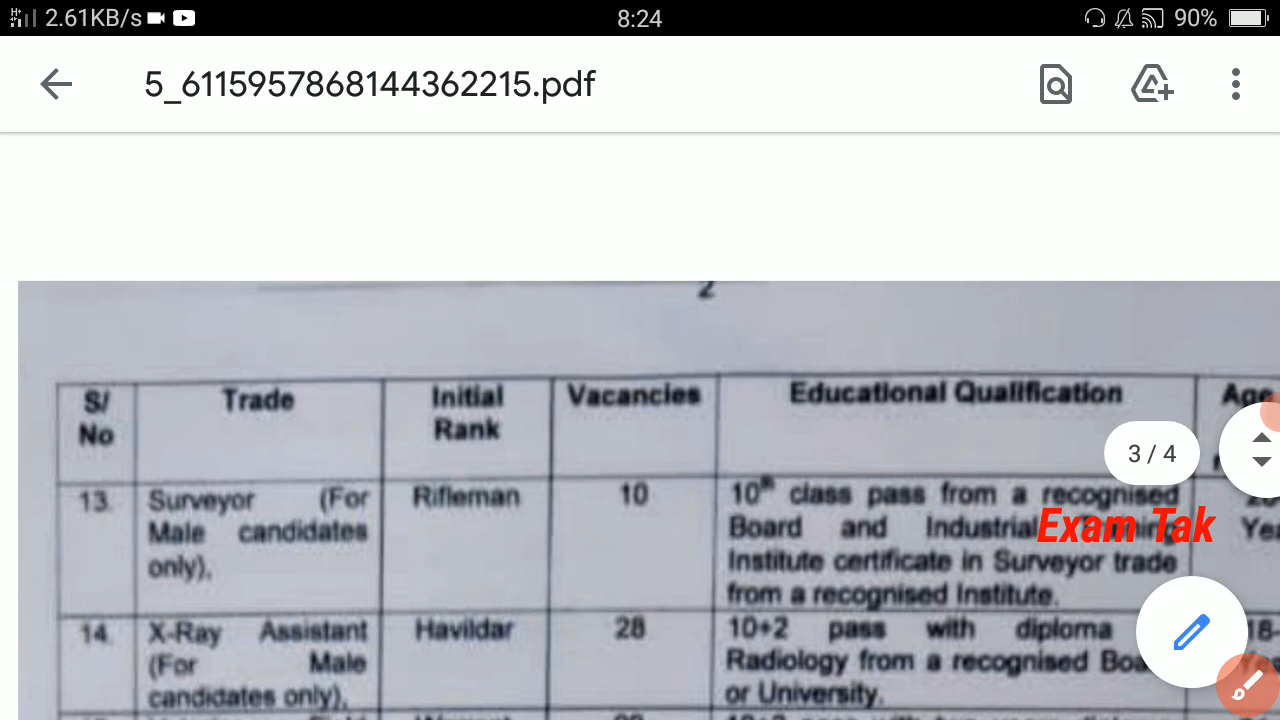 2.61KB/s 8:24 90%
5_6115957868144362215.pdf
2
S/ No Trade Initial Rank Vacancies Educational Qualification Age
3 / 4
13. Surveyor (For Male candidates only). Rifleman 10 10th class pass from a recognised Board and Industrial Institute certificate in Surveyor trade from a recognised Institute.
Exam Tak
14. X-Ray Assistant (For Male candidates only). Havildar 28 10+2 pass with diploma Radiology from a recognised or University. 18-